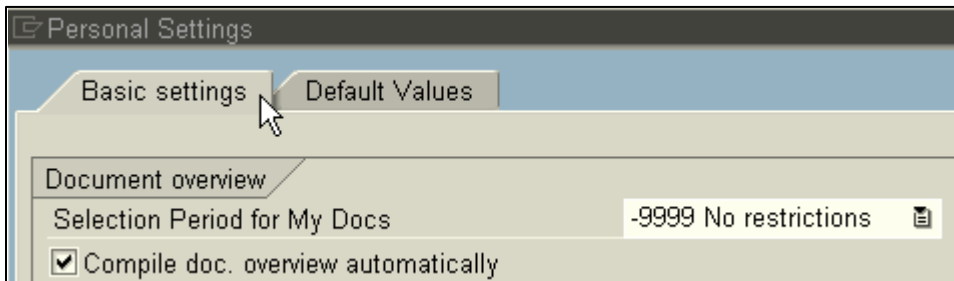 Personal Settings
Basic settings Default Values
Document overview
Selection Period for My Docs -9999 No restrictions
Compile doc. overview automatically